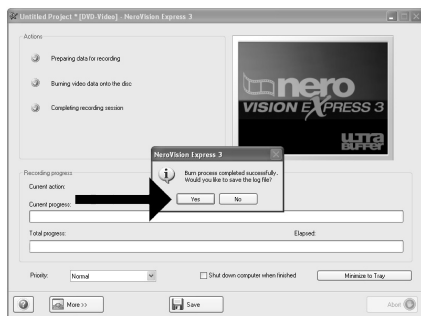 Untitled Project * [DVD-Video] - NeroVision Express 3
Actions
Preparing data for recording
Burning video data onto the disc
Completing recording session
nero
VISION EXPRESS 3
ULTRA
BUFFER
NeroVision Express 3
Burn process completed successfully.
Would you like to save the log file?
Yes
No
Recording progress
Current action:
Current progress:
Total progress:
Elapsed:
Priority:
Normal
Shut down computer when finished
Minimize to Tray
More >>
Save
Abort